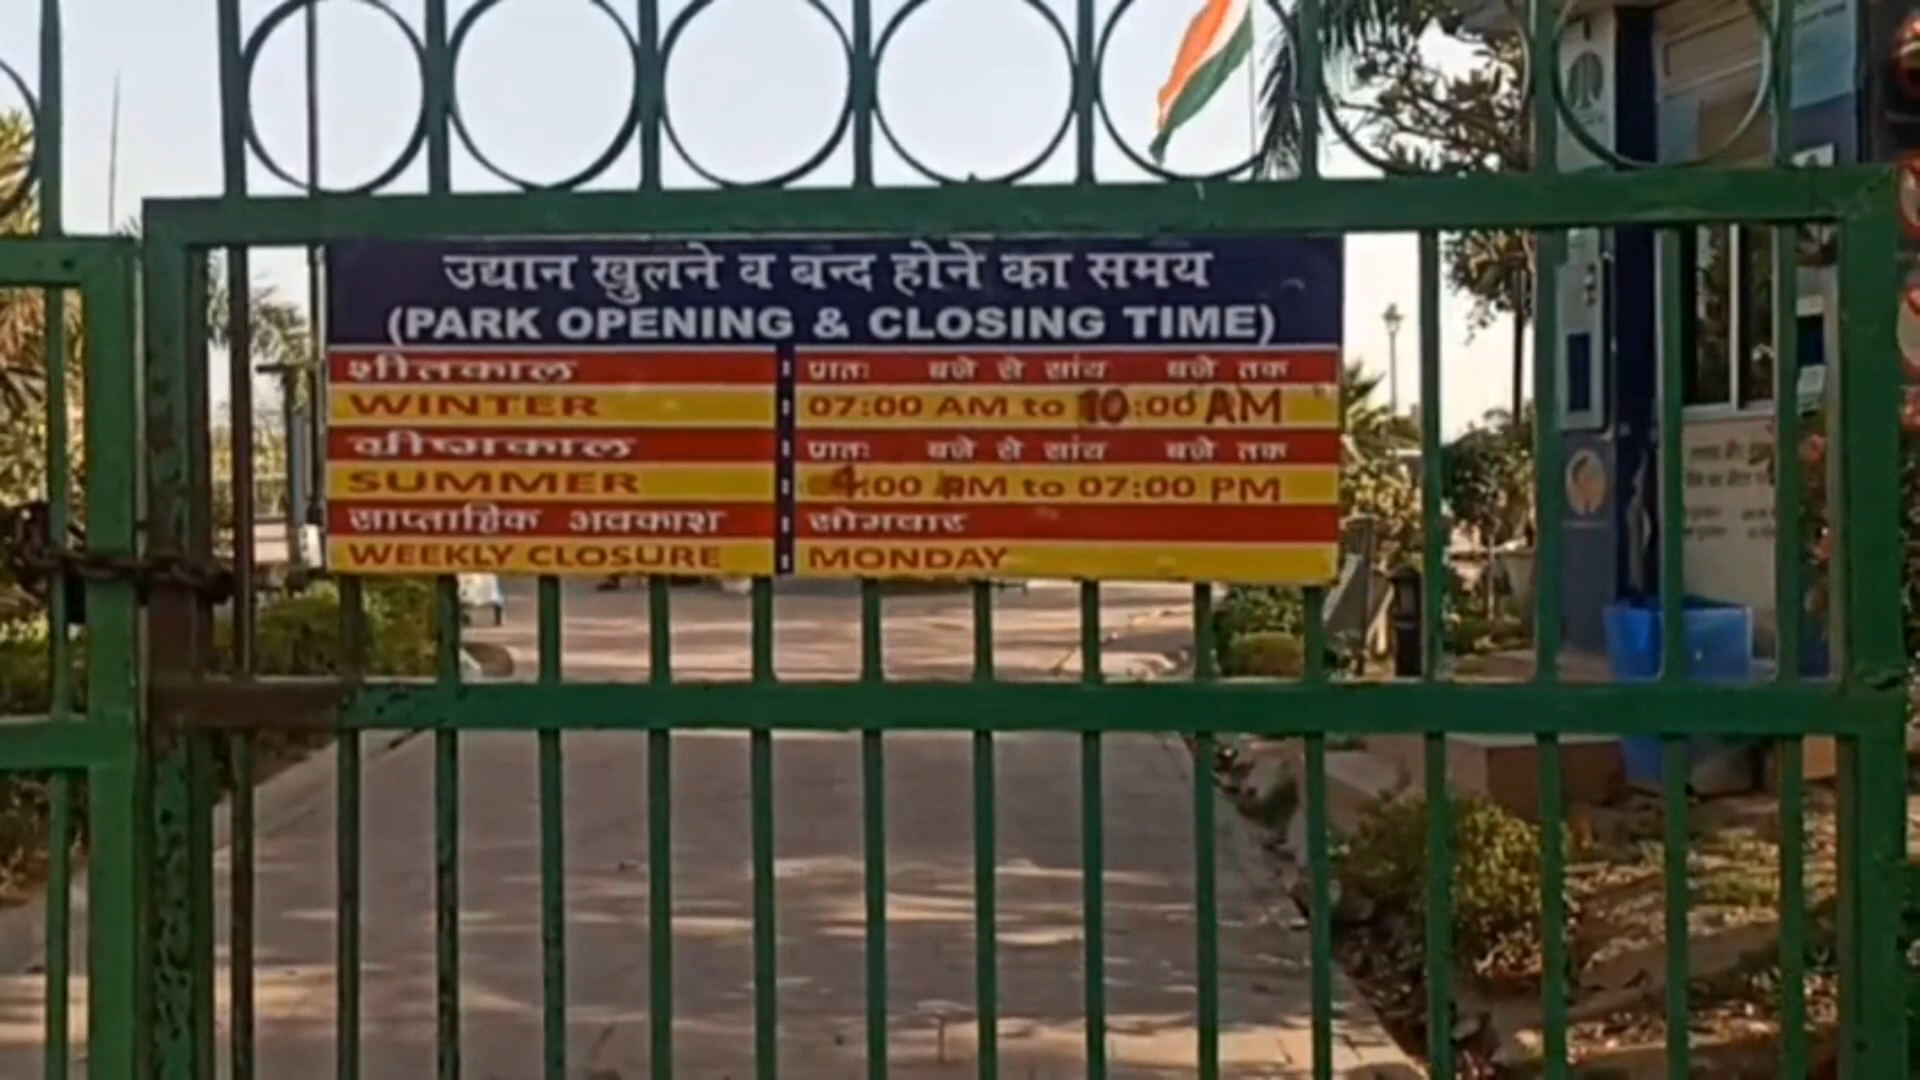 उद्यान खुलने व बन्द होने का समय
(PARK OPENING & CLOSING TIME)
शीतकाल : प्रातः बजे से सांय बजे तक
WINTER : 07:00 AM to 10:00 AM
ग्रीष्मकाल : प्रातः बजे से सांय बजे तक
SUMMER : 4:00 PM to 07:00 PM
साप्ताहिक अवकाश : सोमवार
WEEKLY CLOSURE : MONDAY